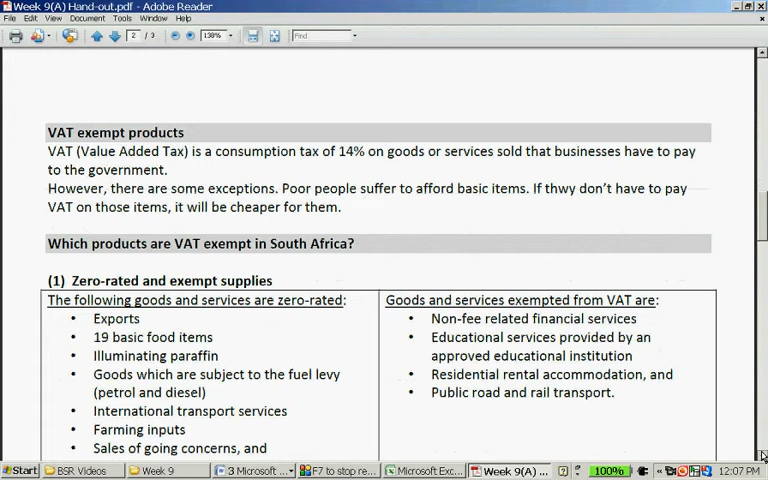 Week 9(A) Hand-out.pdf - Adobe Reader
File Edit View Document Tools Window Help
2 / 3 138% Find
VAT exempt products
VAT (Value Added Tax) is a consumption tax of 14% on goods or services sold that businesses have to pay
to the government.
However, there are some exceptions. Poor people suffer to afford basic items. If thwy don't have to pay
VAT on those items, it will be cheaper for them.
Which products are VAT exempt in South Africa?
(1) Zero-rated and exempt supplies
The following goods and services are zero-rated:
• Exports
• 19 basic food items
• Illuminating paraffin
• Goods which are subject to the fuel levy
(petrol and diesel)
• International transport services
• Farming inputs
• Sales of going concerns, and
Goods and services exempted from VAT are:
• Non-fee related financial services
• Educational services provided by an
approved educational institution
• Residential rental accommodation, and
• Public road and rail transport.
Start BSR Videos Week 9 3 Microsoft ... F7 to stop re... Microsoft Exc... Week 9(A) ... 100% « 12:07 PM